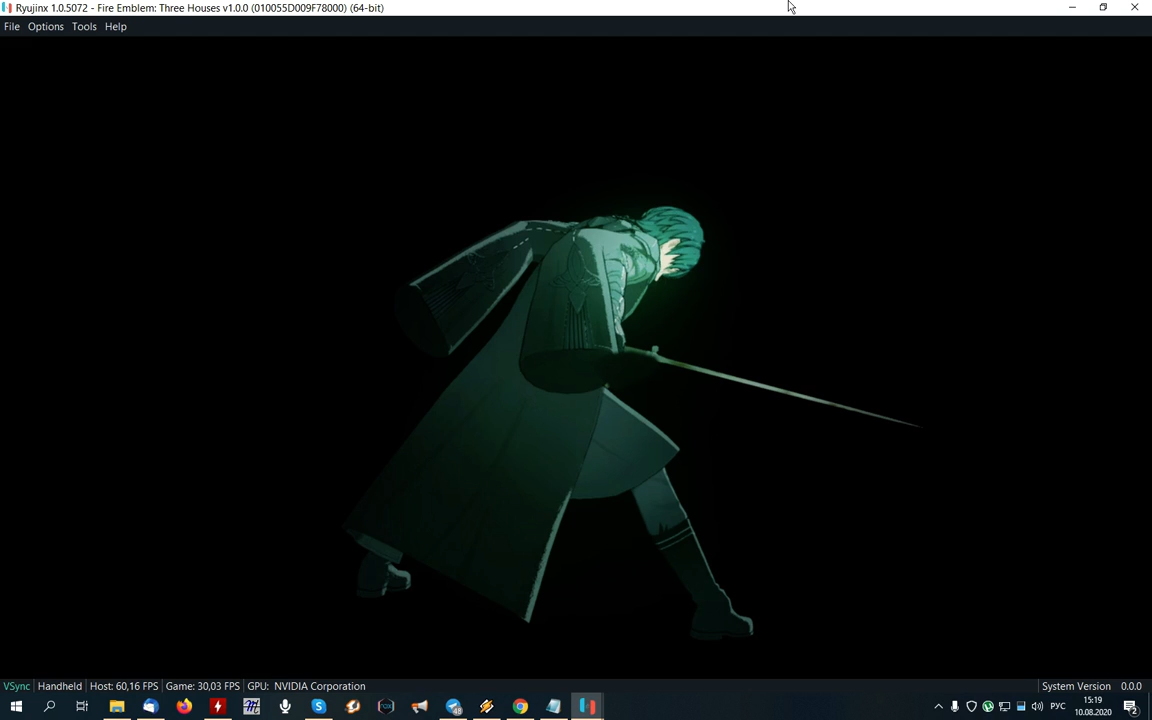 Ryujinx 1.0.5072 - Fire Emblem: Three Houses v1.0.0 (010055D009F78000) (64-bit)
File Options Tools Help
VSync Handheld Host: 60,16 FPS Game: 30,03 FPS GPU: NVIDIA Corporation System Version 0.0.0
48 РУС 15:19
10.08.2020 2